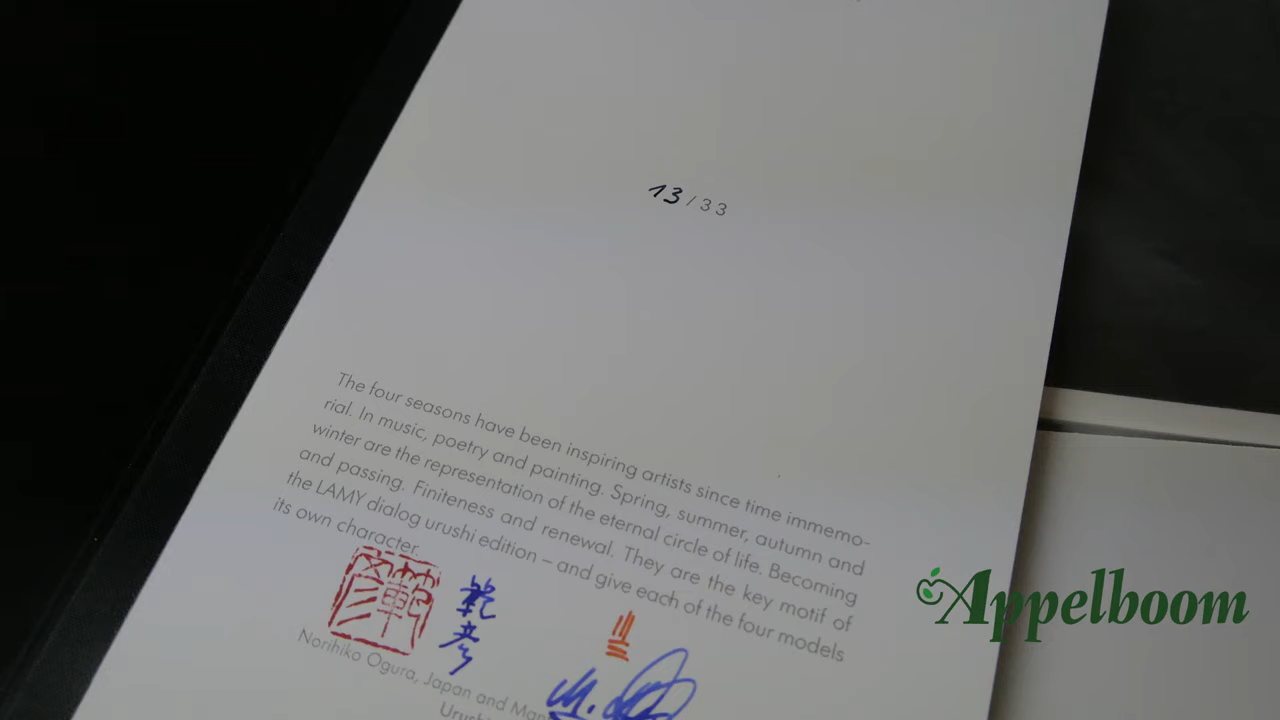 13/33
The four seasons have been inspiring artists since time immemo-
rial. In music, poetry and painting. Spring, summer, autumn and
winter are the representation of the eternal circle of life. Becoming
and passing. Finiteness and renewal. They are the key motif of
the LAMY dialog urushi edition – and give each of the four models
its own character.
乾彦
Norihiko Ogura, Japan and
Appelboom